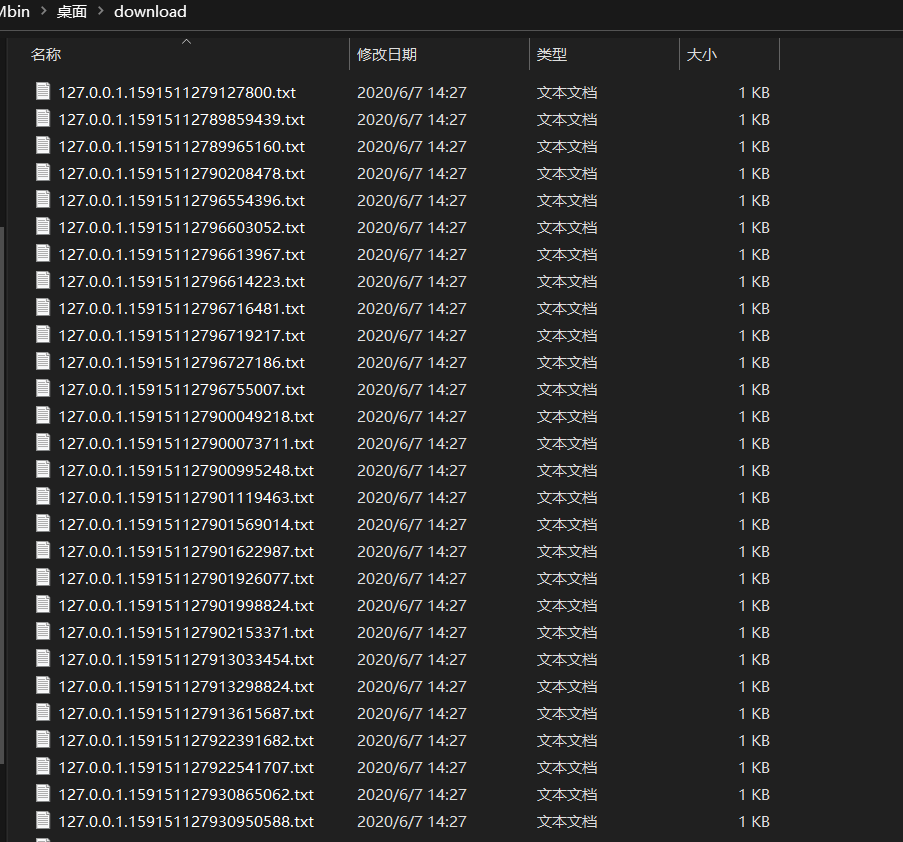 Mbin > 桌面 > download
名称 修改日期 类型 大小
127.0.0.1.1591511279127800.txt 2020/6/7 14:27 文本文档 1 KB
127.0.0.1.15915112789859439.txt 2020/6/7 14:27 文本文档 1 KB
127.0.0.1.15915112789965160.txt 2020/6/7 14:27 文本文档 1 KB
127.0.0.1.15915112790208478.txt 2020/6/7 14:27 文本文档 1 KB
127.0.0.1.15915112796554396.txt 2020/6/7 14:27 文本文档 1 KB
127.0.0.1.15915112796603052.txt 2020/6/7 14:27 文本文档 1 KB
127.0.0.1.15915112796613967.txt 2020/6/7 14:27 文本文档 1 KB
127.0.0.1.15915112796614223.txt 2020/6/7 14:27 文本文档 1 KB
127.0.0.1.15915112796716481.txt 2020/6/7 14:27 文本文档 1 KB
127.0.0.1.15915112796719217.txt 2020/6/7 14:27 文本文档 1 KB
127.0.0.1.15915112796727186.txt 2020/6/7 14:27 文本文档 1 KB
127.0.0.1.15915112796755007.txt 2020/6/7 14:27 文本文档 1 KB
127.0.0.1.159151127900049218.txt 2020/6/7 14:27 文本文档 1 KB
127.0.0.1.159151127900073711.txt 2020/6/7 14:27 文本文档 1 KB
127.0.0.1.159151127900995248.txt 2020/6/7 14:27 文本文档 1 KB
127.0.0.1.159151127901119463.txt 2020/6/7 14:27 文本文档 1 KB
127.0.0.1.159151127901569014.txt 2020/6/7 14:27 文本文档 1 KB
127.0.0.1.159151127901622987.txt 2020/6/7 14:27 文本文档 1 KB
127.0.0.1.159151127901926077.txt 2020/6/7 14:27 文本文档 1 KB
127.0.0.1.159151127901998824.txt 2020/6/7 14:27 文本文档 1 KB
127.0.0.1.159151127902153371.txt 2020/6/7 14:27 文本文档 1 KB
127.0.0.1.159151127913033454.txt 2020/6/7 14:27 文本文档 1 KB
127.0.0.1.159151127913298824.txt 2020/6/7 14:27 文本文档 1 KB
127.0.0.1.159151127913615687.txt 2020/6/7 14:27 文本文档 1 KB
127.0.0.1.159151127922391682.txt 2020/6/7 14:27 文本文档 1 KB
127.0.0.1.159151127922541707.txt 2020/6/7 14:27 文本文档 1 KB
127.0.0.1.159151127930865062.txt 2020/6/7 14:27 文本文档 1 KB
127.0.0.1.159151127930950588.txt 2020/6/7 14:27 文本文档 1 KB